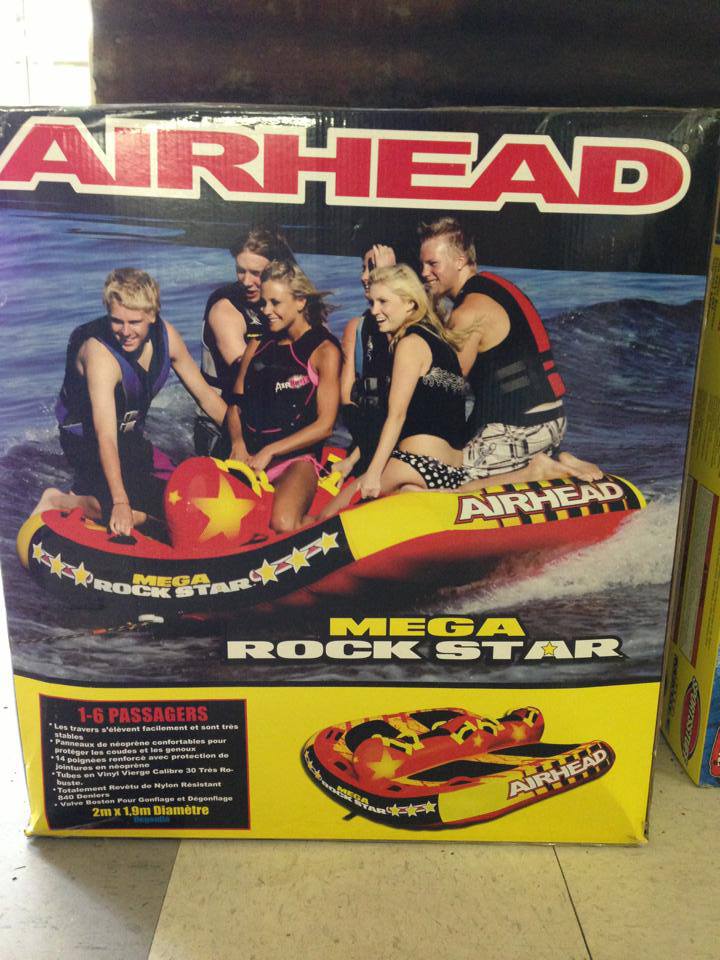 AIRHEAD
AIRHEAD
MEGA
ROCK STAR
MEGA
ROCK STAR
1-6 PASSAGERS
* Les travers s'élèvent facilement et sont très
stables
* Panneaux de néoprène confortables pour
protéger les coudes et les genoux
* 14 poignées renforcé avec protection de
jointures en néoprène
* Tubes en Vinyl Vierge Calibre 30 Très Ro-
buste.
* Totalement Revêtu de Nylon Résistant
840 Deniers
* Valve Boston Pour Gonflage et Dégonflage
2m x 1,9m Diamètre
Dégonflé
AIRHEAD
MEGA
ROCK STAR